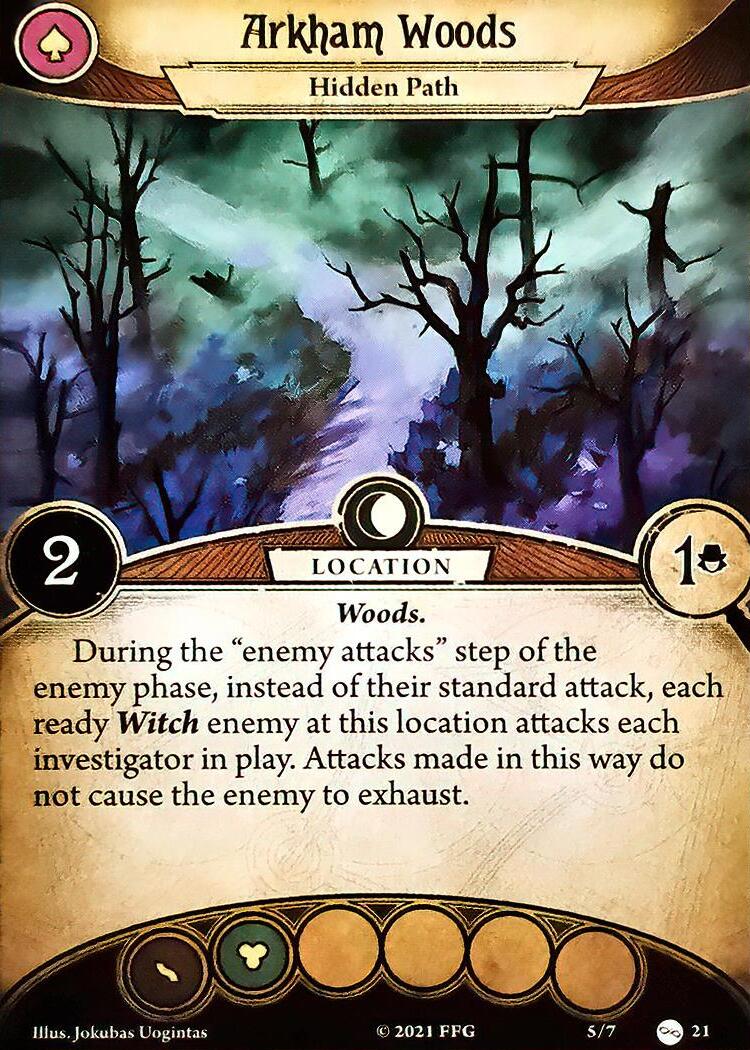 Arkham Woods
Hidden Path
2
LOCATION
1
Woods.
During the “enemy attacks” step of the
enemy phase, instead of their standard attack, each
ready Witch enemy at this location attacks each
investigator in play. Attacks made in this way do
not cause the enemy to exhaust.
Illus. Jokubas Uogintas
© 2021 FFG
5/7
21